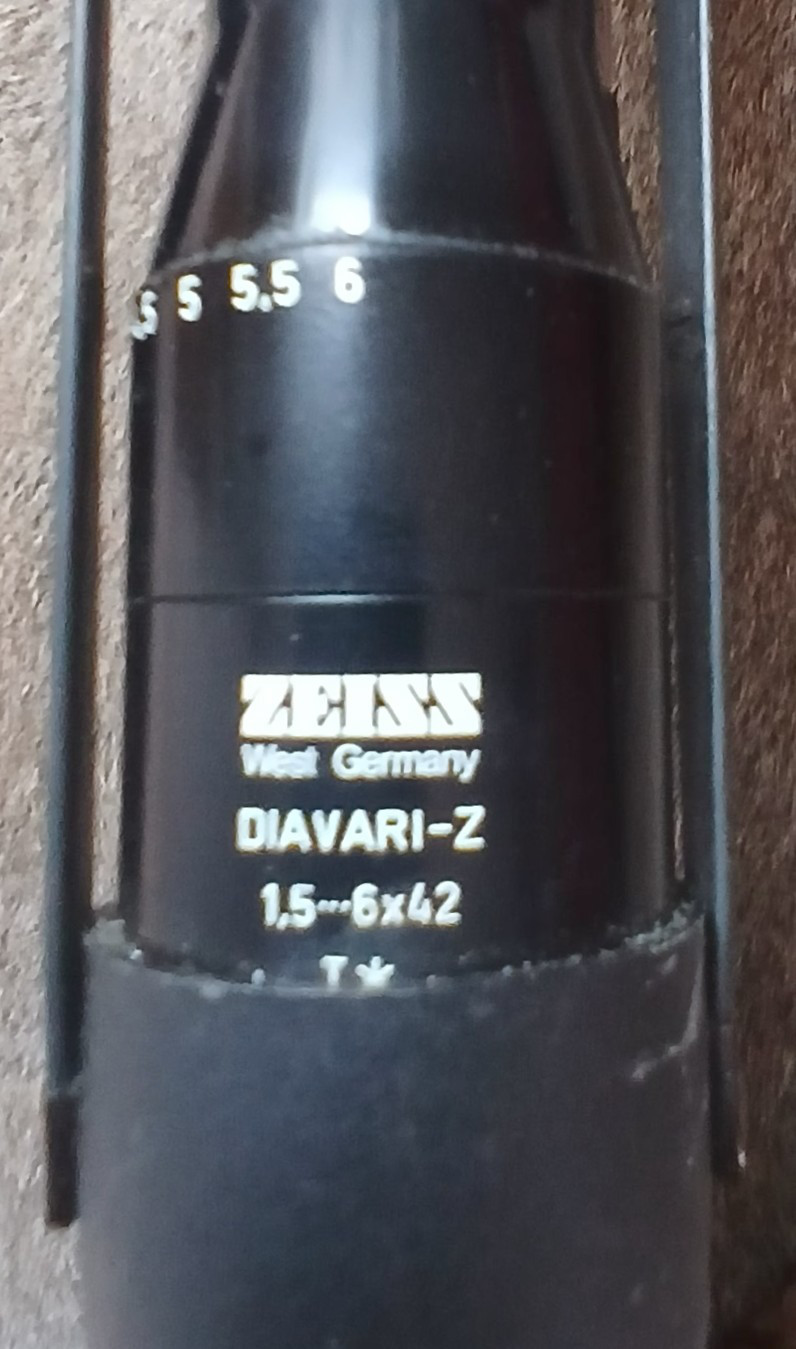 5 5,5 6
ZEISS
West Germany
DIAVARI-Z
1,5···6x42
T*